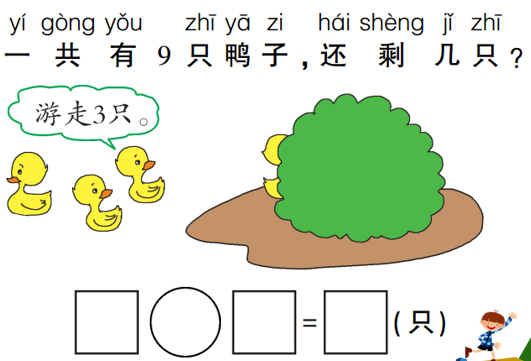 yí gòng yǒu zhī yā zi hái shèng jǐ zhī
一共有9只鸭子,还剩几只?
游走3只。
=(只)